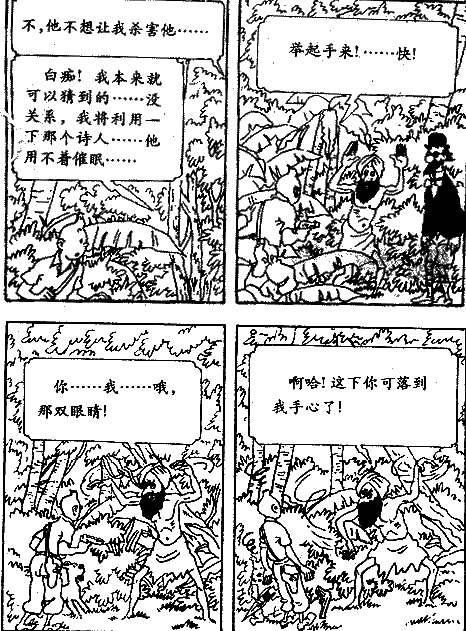 不,他不想让我杀害他……
白痴! 我本来就
可以猜到的……没
关系,我将利用一
下那个诗人……他
用不着催眠……
举起手来!……快!
你……我……哦,
那双眼睛!
啊哈! 这下你可落到
我手心了!